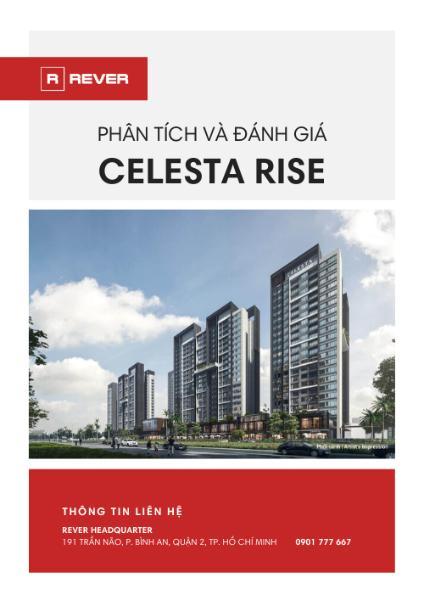 R REVER
PHÂN TÍCH VÀ ĐÁNH GIÁ
CELESTA RISE
CELESTA
Phối cảnh | Artist's Impression
THÔNG TIN LIÊN HỆ
REVER HEADQUARTER
191 TRẦN NÃO, P. BÌNH AN, QUẬN 2, TP. HỒ CHÍ MINH 0901 777 667